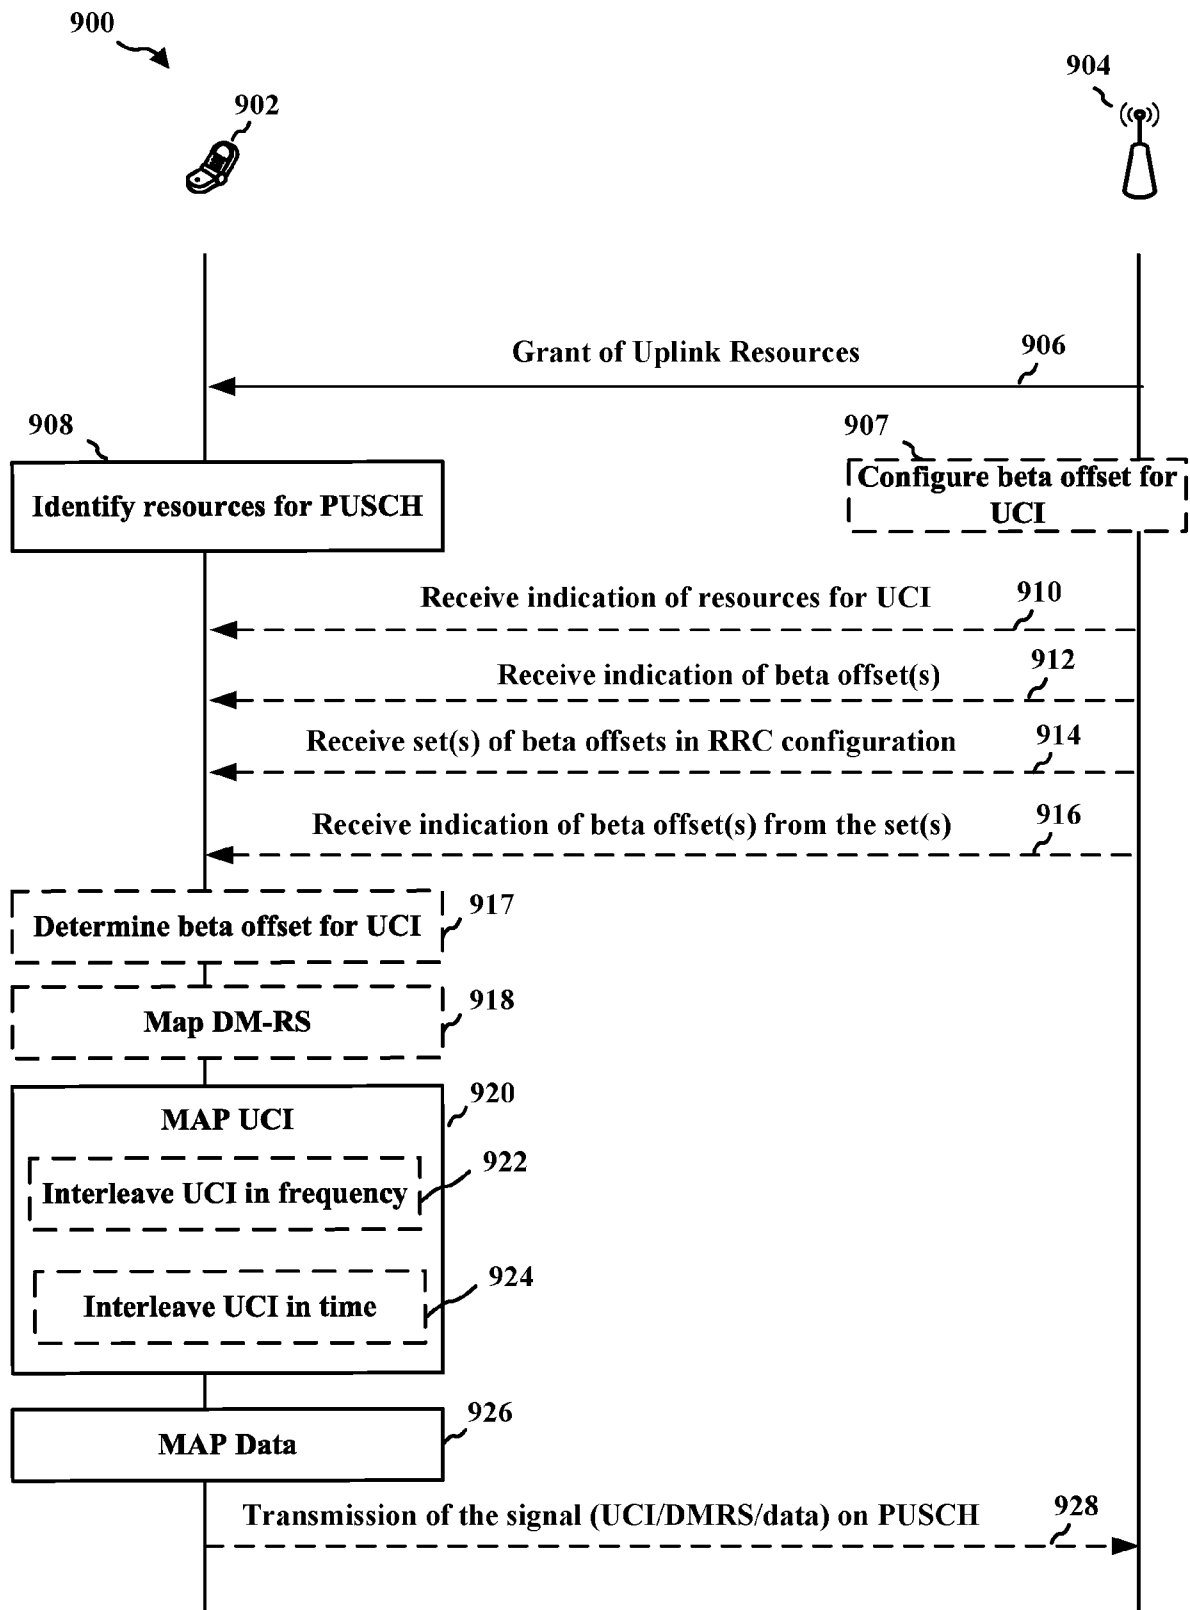 900
902
904
Grant of Uplink Resources
906
908
907
Identify resources for PUSCH
Configure beta offset for
UCI
Receive indication of resources for UCI
910
Receive indication of beta offset(s)
912
Receive set(s) of beta offsets in RRC configuration
914
Receive indication of beta offset(s) from the set(s)
916
Determine beta offset for UCI
917
Map DM-RS
918
MAP UCI
920
Interleave UCI in frequency
922
Interleave UCI in time
924
MAP Data
926
Transmission of the signal (UCI/DMRS/data) on PUSCH
928